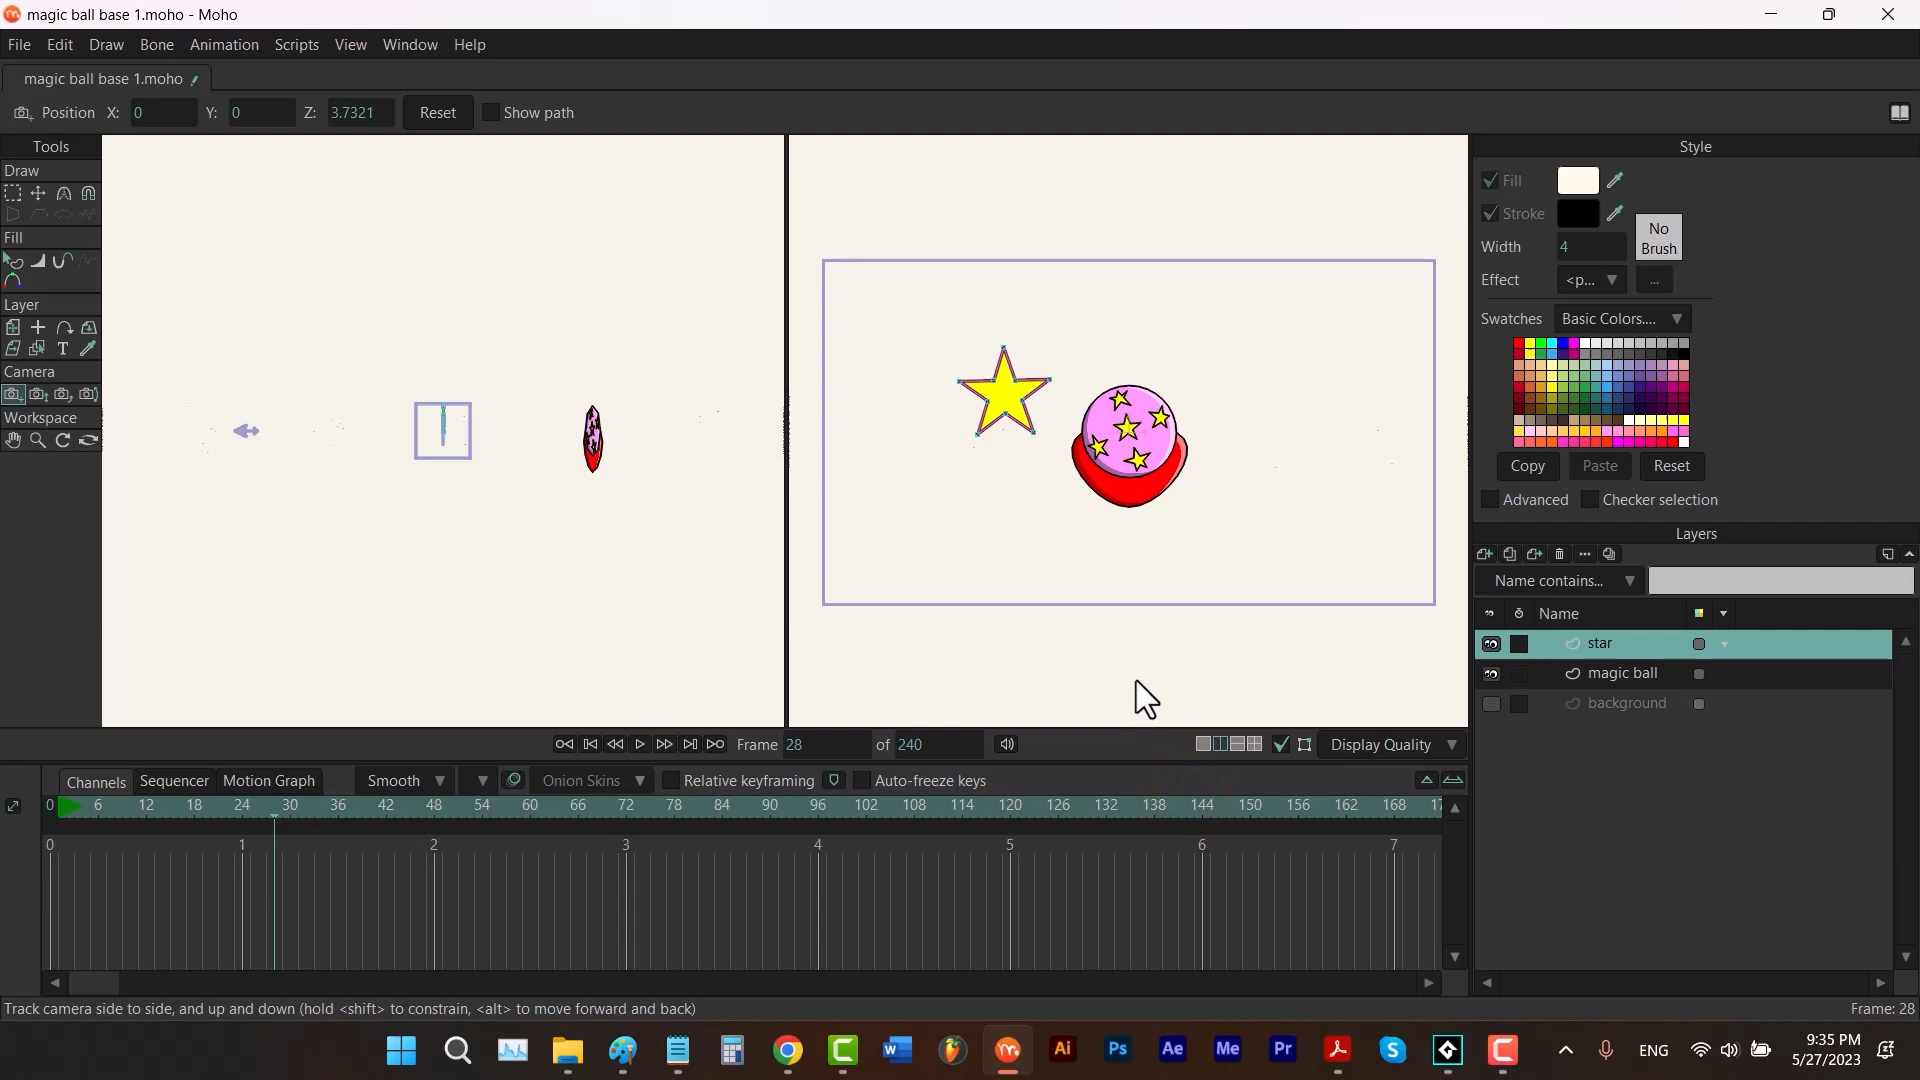 magic ball base 1.moho - Moho
File Edit Draw Bone Animation Scripts View Window Help
magic ball base 1.moho
Position X: 0 Y: 0 Z: 3.7321 Reset Show path
Tools
Draw
Fill
Layer
T
Camera
Workspace
Style
Fill
Stroke
No Brush
Width 4
Effect <p... ...
Swatches Basic Colors....
Copy Paste Reset
Advanced Checker selection
Layers
Name contains...
Name
star
magic ball
background
Frame 28 of 240 Display Quality
Channels Sequencer Motion Graph Smooth Onion Skins Relative keyframing Auto-freeze keys
0 6 12 18 24 30 36 42 48 54 60 66 72 78 84 90 96 102 108 114 120 126 132 138 144 150 156 162 168 17
0 1 2 3 4 5 6 7
Track camera side to side, and up and down (hold <shift> to constrain, <alt> to move forward and back) Frame: 28
Ai Ps Ae Me Pr ENG 9:35 PM
5/27/2023